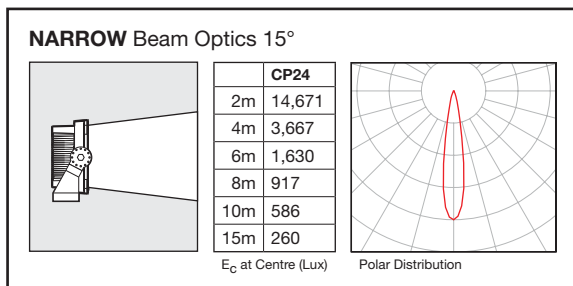 NARROW Beam Optics 15°
CP24
2m 14,671
4m 3,667
6m 1,630
8m 917
10m 586
15m 260
EC at Centre (Lux)
Polar Distribution